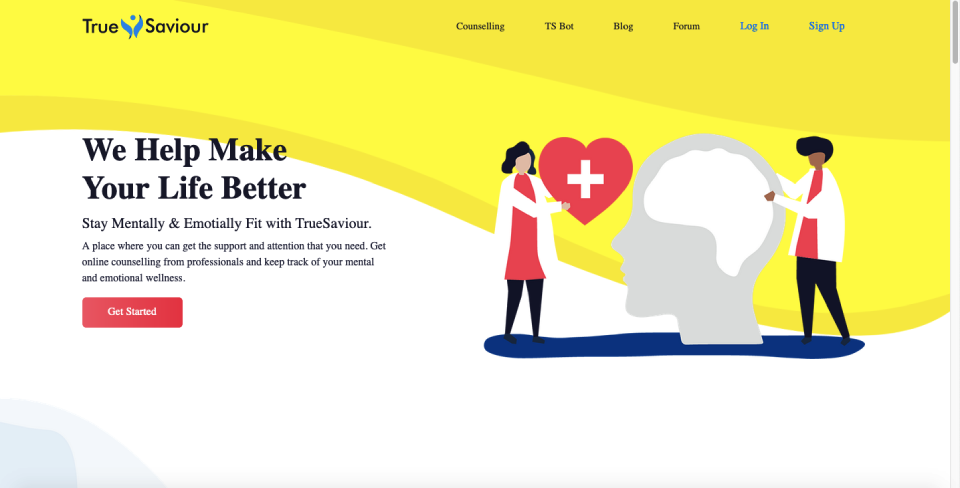 True Saviour
Counselling
TS Bot
Blog
Forum
Log In
Sign Up
We Help Make
Your Life Better
Stay Mentally & Emotially Fit with TrueSaviour.
A place where you can get the support and attention that you need. Get
online counselling from professionals and keep track of your mental
and emotional wellness.
Get Started